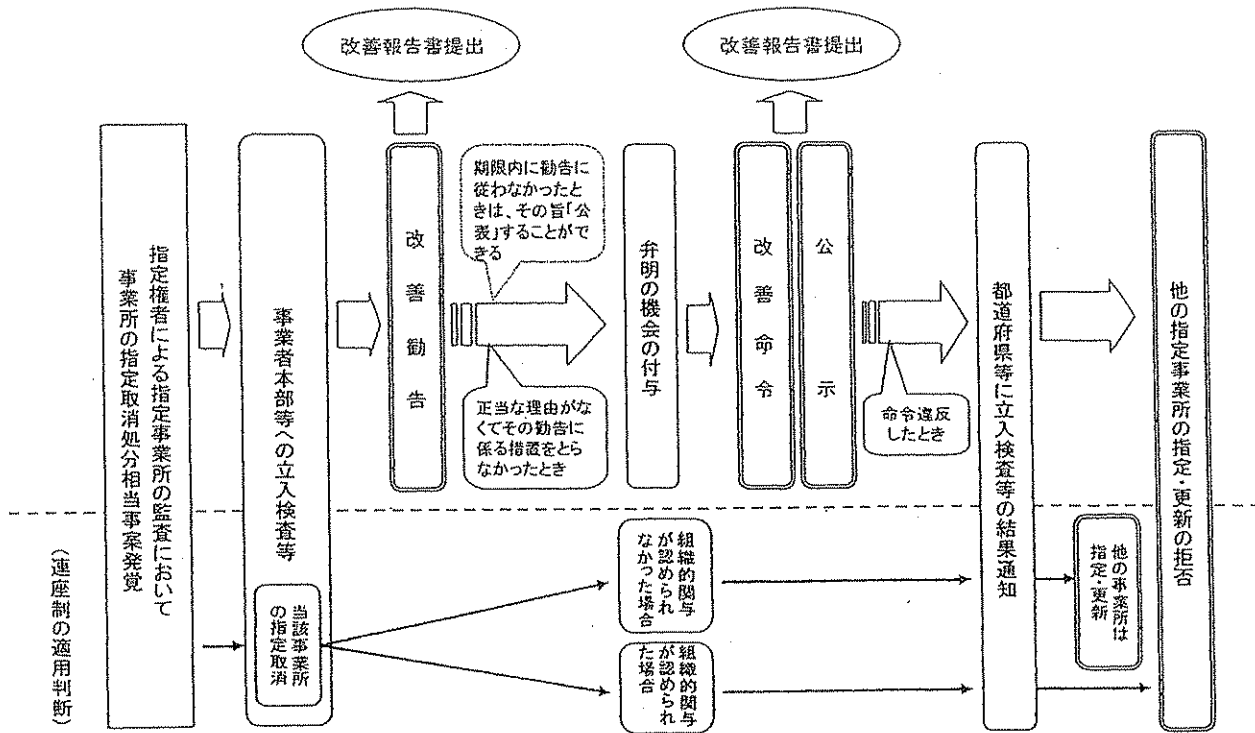 改善報告書提出
改善報告書提出
指定権者による指定事業所の監査において
事業所の指定取消処分相当事案発覚
事業者本部等への立入検査等
改善勧告
期限内に勧告に
従わなかったと
きは、その旨「公
表」することがで
きる
正当な理由がな
くてその勧告に
係る措置をとら
なかったとき
弁明の機会の付与
改善命令
公示
命令違反
したとき
都道府県等に立入検査等の結果通知
他の指定事業所の指定・更新の拒否
(連座制の適用判断)
当該事業所
の指定取消
組織的関与
が認められ
なかった場合
組織的関与
が認められ
た場合
他の事業所は
指定・更新